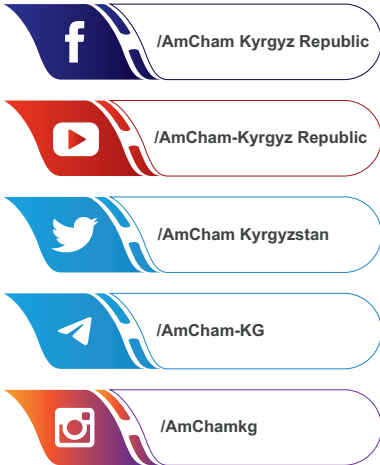 /AmCham Kyrgyz Republic
/AmCham-Kyrgyz Republic
/AmCham Kyrgyzstan
/AmCham-KG
/AmChamkg